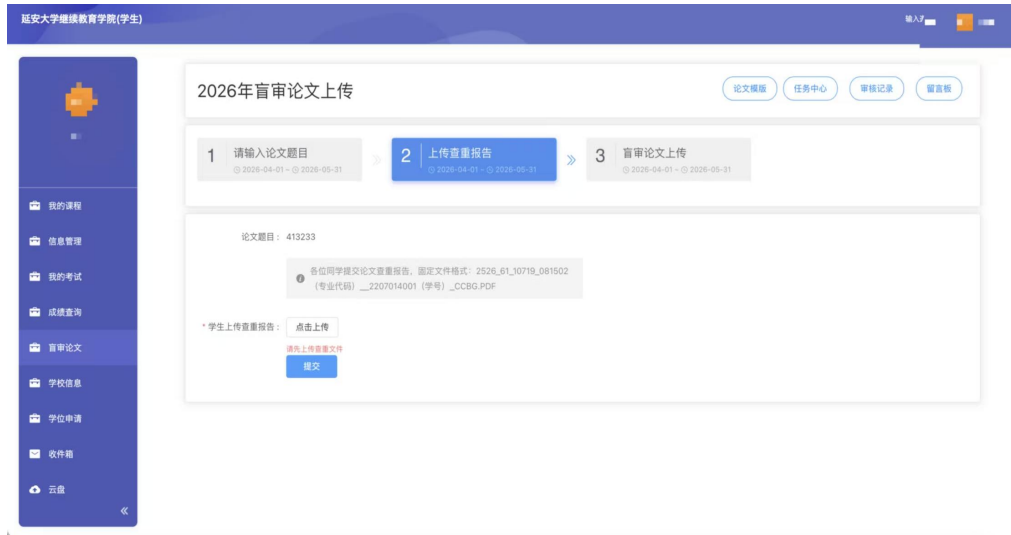 延安大学继续教育学院(学生)
输入
2026年盲审论文上传
论文模版
任务中心
审核记录
留言板
1 请输入论文题目
2026-04-01 ~ 2026-05-31
2 上传查重报告
2026-04-01 ~ 2026-05-31
3 盲审论文上传
2026-04-01 ~ 2026-05-31
我的课程
信息管理
我的考试
成绩查询
盲审论文
学校信息
学位申请
收件箱
云盘
论文题目： 413233
各位同学提交论文查重报告，固定文件格式：2526_61_10719_081502
（专业代码）__2207014001（学号）_CCBG.PDF
* 学生上传查重报告： 点击上传
请先上传查重文件
提交